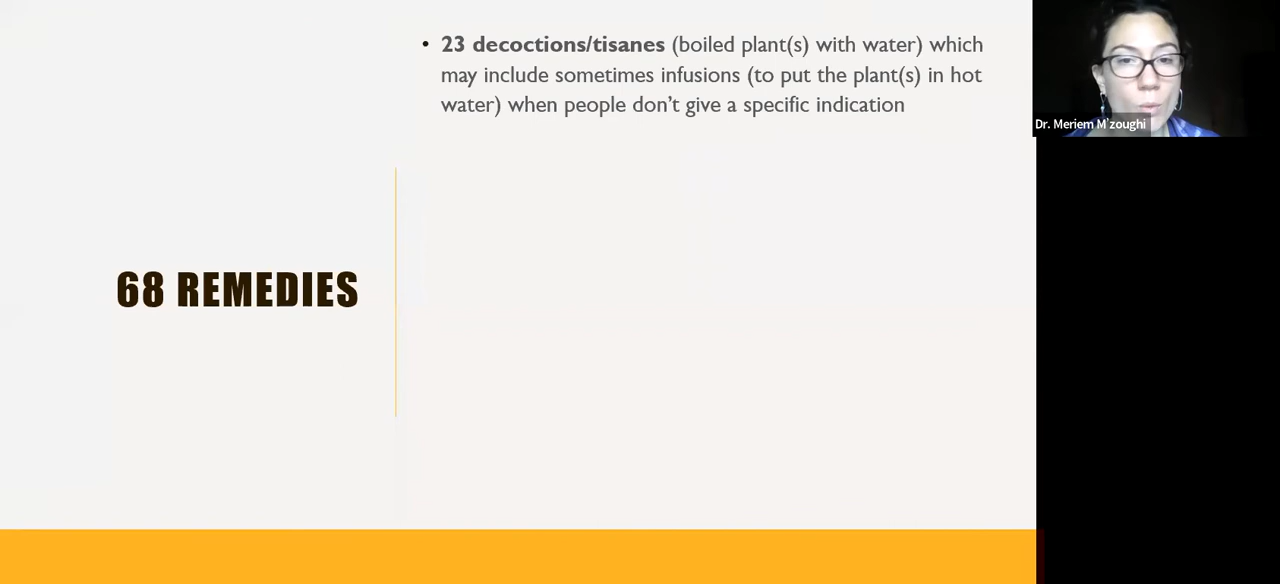 • 23 decoctions/tisanes (boiled plant(s) with water) which
may include sometimes infusions (to put the plant(s) in hot
water) when people don't give a specific indication
68 REMEDIES
Dr. Meriem M'zoughi